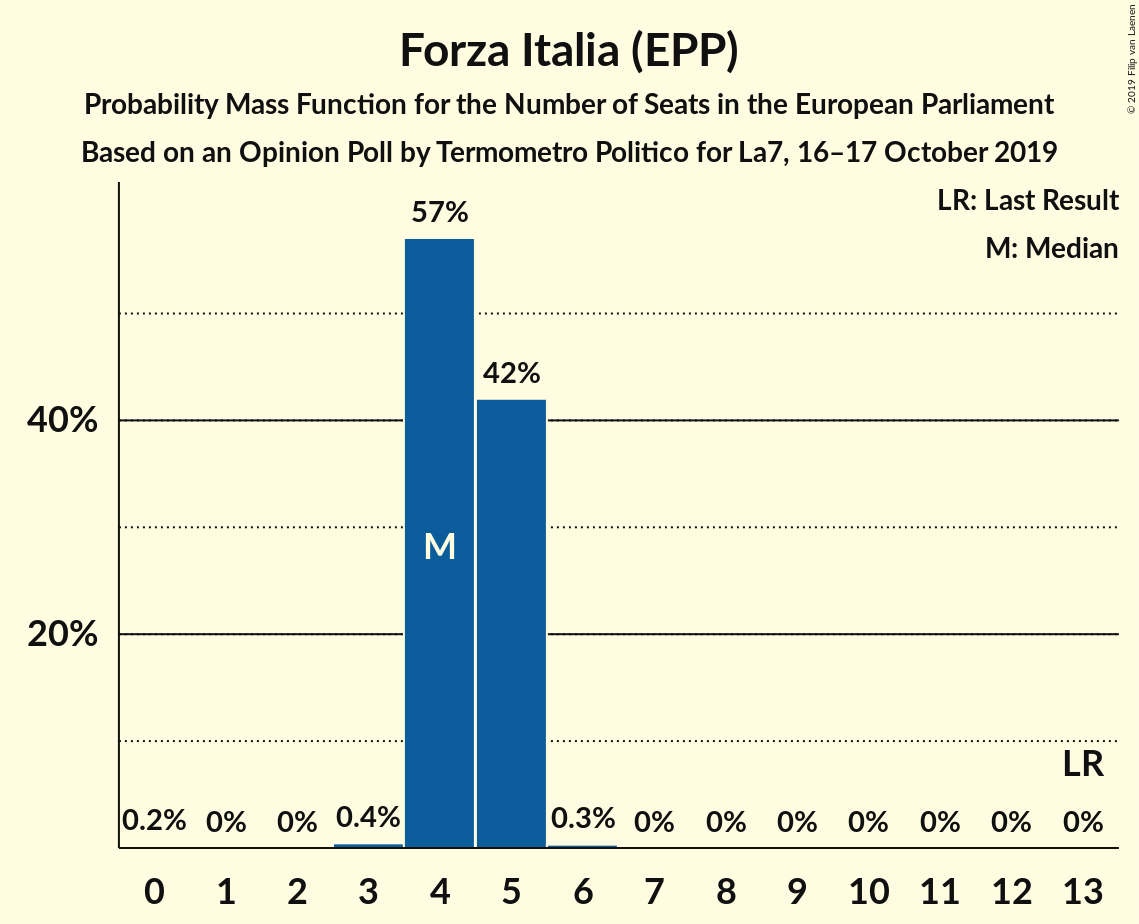 Forza Italia (EPP)
Probability Mass Function for the Number of Seats in the European Parliament
Based on an Opinion Poll by Termometro Politico for La7, 16–17 October 2019
© 2019 Filip van Laenen
LR: Last Result
M: Median
57%
42%
40%
M
20%
LR
0.2% 0% 0% 0.4% 0.3% 0% 0% 0% 0% 0% 0% 0%
0 1 2 3 4 5 6 7 8 9 10 11 12 13